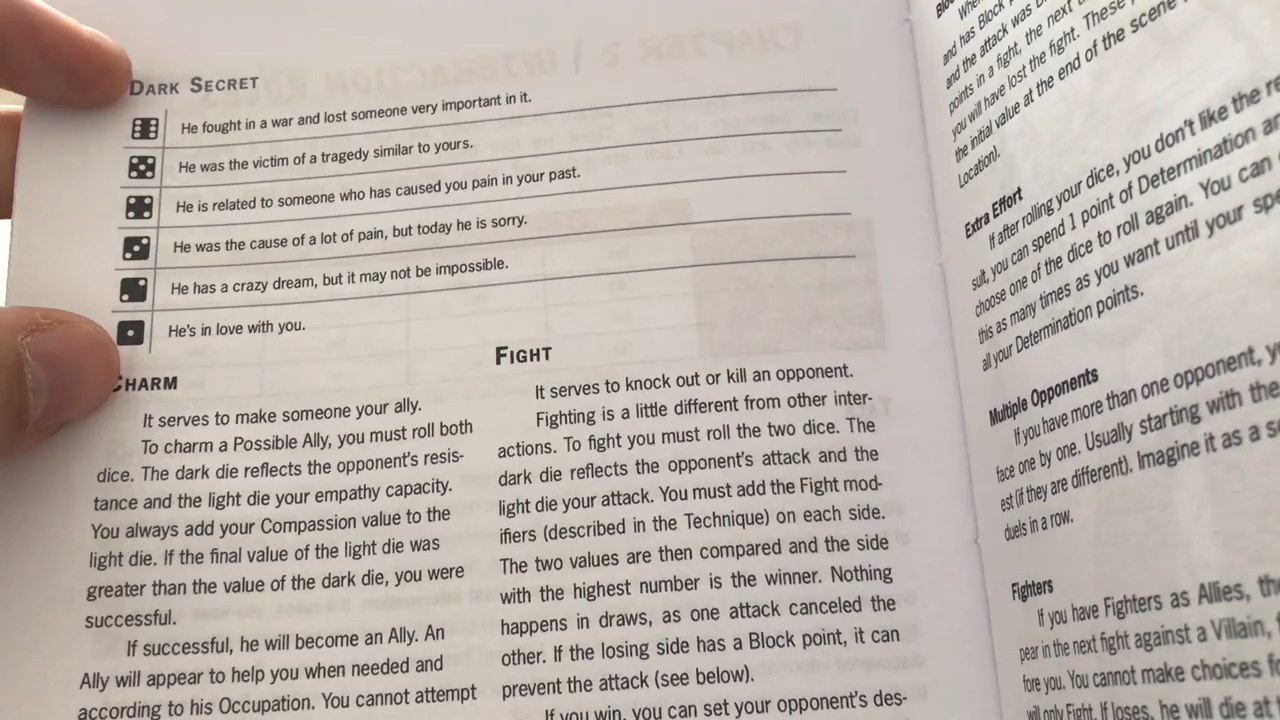 DARK SECRET
He fought in a war and lost someone very important in it.
He was the victim of a tragedy similar to yours.
He is related to someone who has caused you pain in your past.
He was the cause of a lot of pain, but today he is sorry.
He has a crazy dream, but it may not be impossible.
He's in love with you.
CHARM
It serves to make someone your ally.
To charm a Possible Ally, you must roll both
dice. The dark die reflects the opponent's resis-
tance and the light die your empathy capacity.
You always add your Compassion value to the
light die. If the final value of the light die was
greater than the value of the dark die, you were
successful.
If successful, he will become an Ally. An
Ally will appear to help you when needed and
according to his Occupation. You cannot attempt
FIGHT
It serves to knock out or kill an opponent.
Fighting is a little different from other inter-
actions. To fight you must roll the two dice. The
dark die reflects the opponent's attack and the
light die your attack. You must add the Fight mod-
ifiers (described in the Technique) on each side.
The two values are then compared and the side
with the highest number is the winner. Nothing
happens in draws, as one attack canceled the
other. If the losing side has a Block point, it can
prevent the attack (see below).
If you win, you can set your opponent's des-
and has Block
and the attack was
points in a fight, the next
you will have lost the fight. These
the initial value at the end of the scene
Location).
Extra Effort
If after rolling your dice, you don't like the re
sult, you can spend 1 point of Determination an
choose one of the dice to roll again. You can
this as many times as you want until your spe
all your Determination points.
Multiple Opponents
If you have more than one opponent, y
face one by one. Usually starting with the
est (if they are different). Imagine it as a s
duels in a row.
Fighters
If you have Fighters as Allies, the
pear in the next fight against a Villain,
fore you. You cannot make choices f
will only Fight. If loses, he will die at